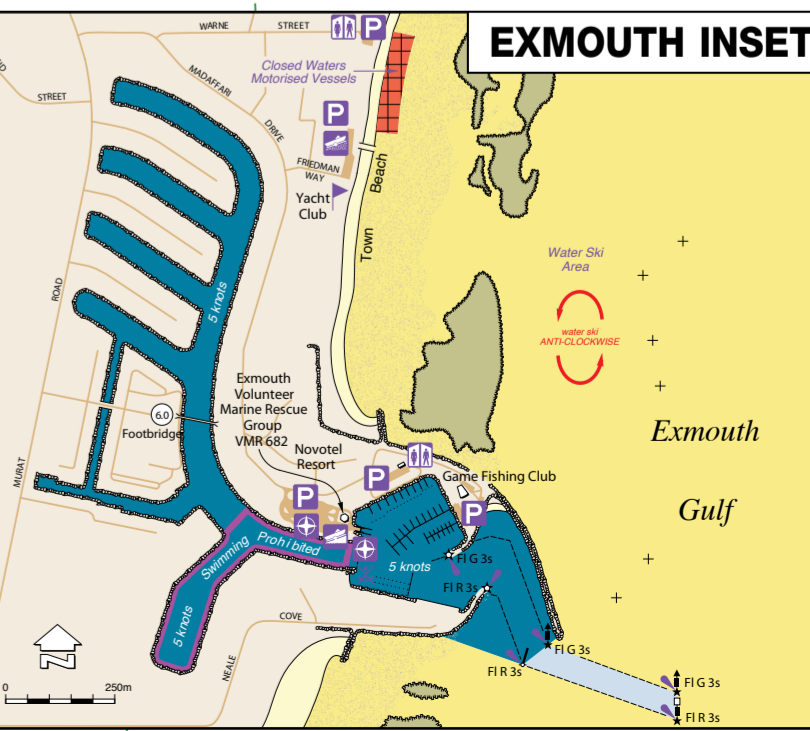 EXMOUTH INSET
WARNE STREET
P
Closed Waters
Motorised Vessels
STREET
MADAFFARI
DRIVE
P
FRIEDMAN
WAY
Yacht
Club
Town Beach
Water Ski
Area
water ski
ANTI-CLOCKWISE
ROAD
5 knots
Exmouth
Volunteer
Marine Rescue
Group
VMR 682
6.0
Footbridge
Novotel
Resort
Exmouth
Gulf
MURAT
P
Game Fishing Club
P
P
Swimming Prohibited
5 knots
Fl G 3s
Fl R 3s
5 knots
COVE
NEALE
Fl G 3s
Fl R 3s
Fl G 3s
Fl R 3s
N
0 250m